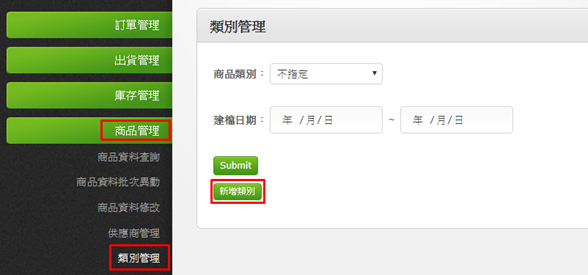 訂單管理
出貨管理
庫存管理
商品管理
商品資料查詢
商品資料批次異動
商品資料修改
供應商管理
類別管理
類別管理
商品類別： 不指定
建檔日期： 年 /月/日 ~ 年 /月/日
Submit
新增類別